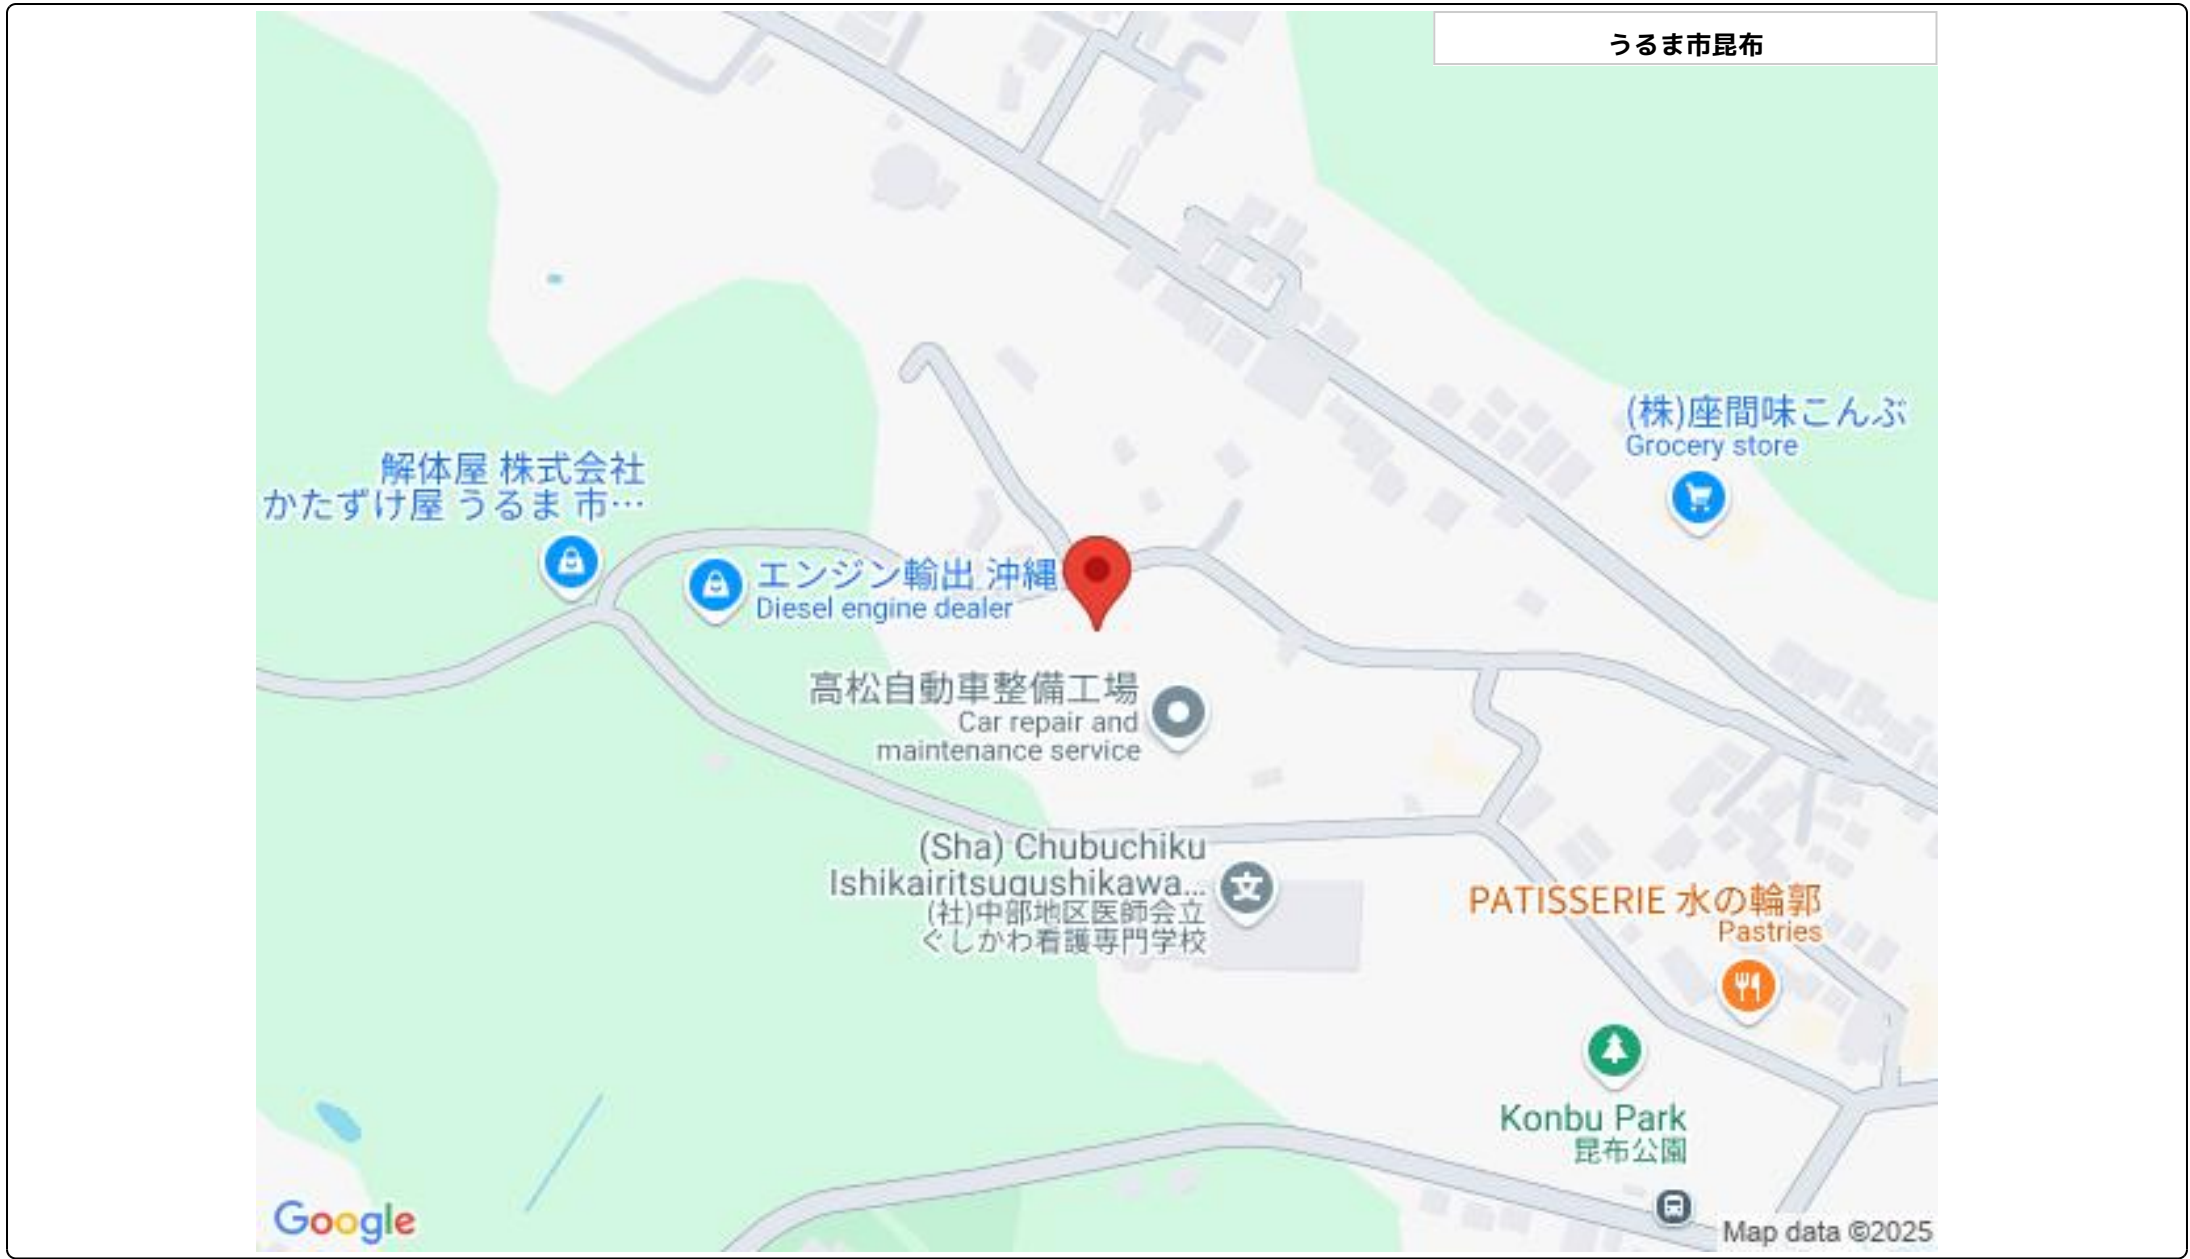 うるま市昆布
(株)座間味こんぶ
Grocery store
解体屋 株式会社
かたずけ屋 うるま 市…
エンジン輸出 沖縄
Diesel engine dealer
高松自動車整備工場
Car repair and
maintenance service
(Sha) Chubuchiku
Ishikairitsugushikawa...
(社)中部地区医師会立
ぐしかわ看護専門学校
文
PATISSERIE 水の輪郭
Pastries
Konbu Park
昆布公園
Google
Map data ©2025